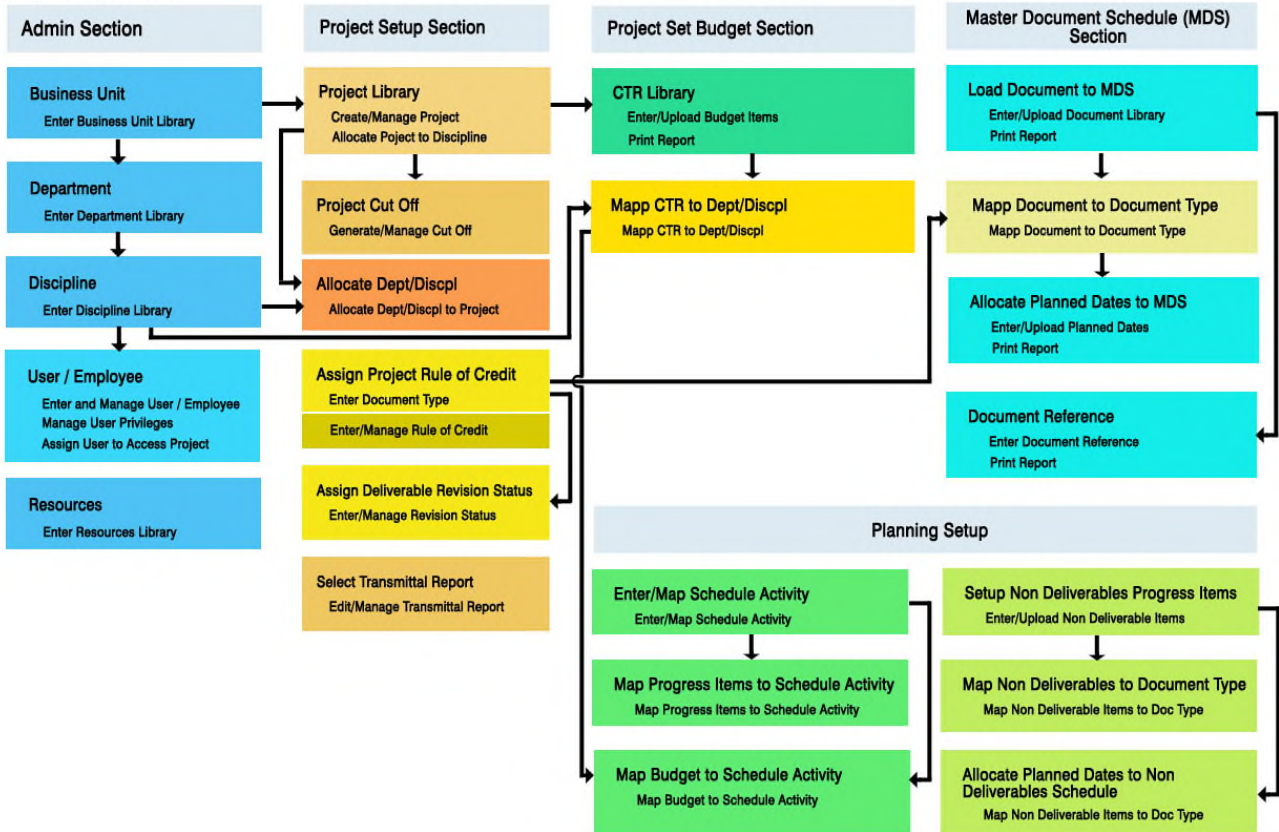 Admin Section
Business Unit
Enter Business Unit Library
Department
Enter Department Library
Discipline
Enter Discipline Library
User / Employee
Enter and Manage User / Employee
Manage User Privileges
Assign User to Access Project
Resources
Enter Resources Library
Project Setup Section
Project Library
Create/Manage Project
Allocate Poject to Discipline
Project Cut Off
Generate/Manage Cut Off
Allocate Dept/Discpl
Allocate Dept/Discpl to Project
Assign Project Rule of Credit
Enter Document Type
Enter/Manage Rule of Credit
Assign Deliverable Revision Status
Enter/Manage Revision Status
Select Transmittal Report
Edit/Manage Transmittal Report
Project Set Budget Section
CTR Library
Enter/Upload Budget Items
Print Report
Mapp CTR to Dept/Discpl
Mapp CTR to Dept/Discpl
Master Document Schedule (MDS)
Section
Load Document to MDS
Enter/Upload Document Library
Print Report
Mapp Document to Document Type
Mapp Document to Document Type
Allocate Planned Dates to MDS
Enter/Upload Planned Dates
Print Report
Document Reference
Enter Document Reference
Print Report
Planning Setup
Enter/Map Schedule Activity
Enter/Map Schedule Activity
Map Progress Items to Schedule Activity
Map Progress Items to Schedule Activity
Map Budget to Schedule Activity
Map Budget to Schedule Activity
Setup Non Deliverables Progress Items
Enter/Upload Non Deliverable Items
Map Non Deliverables to Document Type
Map Non Deliverable Items to Doc Type
Allocate Planned Dates to Non
Deliverables Schedule
Map Non Deliverable Items to Doc Type